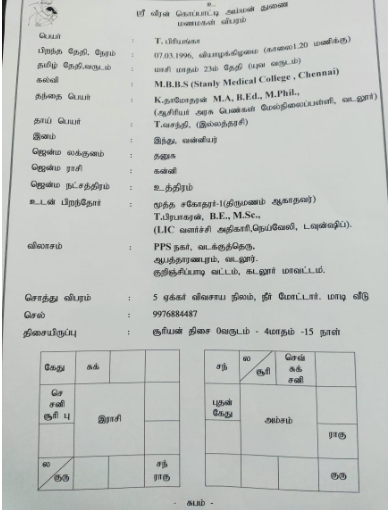 உ
ஸ்ரீ வீரன் கொப்பாட்டி அம்மன் துணை
மணமகள் விபரம்
பெயர் : T. பிரியங்கா
பிறந்த தேதி, நேரம் : 07.03.1996, வியாழக்கிழமை (காலை1.20 மணிக்கு)
தமிழ் தேதி,வருடம் : மாசி மாதம் 23ம் தேதி (யுவ வருடம்)
கல்வி : M.B.B.S (Stanly Medical College , Chennai)
தந்தை பெயர் : K.தாமோதரன் M.A, B.Ed., M.Phil.,
(ஆசிரியர் அரசு பெண்கள் மேல்நிலைப்பள்ளி, வடலூர்)
தாய் பெயர் : T.வசந்தி, (இல்லத்தரசி)
இனம் : இந்து, வன்னியர்
ஜென்ம லக்குனம் : தனுசு
ஜென்ம ராசி : கன்னி
ஜென்ம நட்சத்திரம் : உத்திரம்
உடன் பிறந்தோர் : மூத்த சகோதரர்-1(திருமணம் ஆகாதவர்)
T.பிரபாகரன், B.E., M.Sc.,
(LIC வளர்ச்சி அதிகாரி,நெய்வேலி, டவுன்ஷிப்).
விலாசம் : PPS நகர், வடக்குத்தெரு,
ஆபத்தாரணபுரம், வடலூர்.
குறிஞ்சிப்பாடி வட்டம், கடலூர் மாவட்டம்.
சொத்து விபரம் : 5 ஏக்கர் விவசாய நிலம், நீர் மோட்டார். மாடி வீடு
செல் : 9976884487
திசையிருப்பு : சூரியன் திசை 0வருடம் - 4மாதம் -15 நாள்
கேது சுக்
செ
சனி
சூரி பு
இராசி
ல
குரு
சந்
ராகு
சந் ல சூரி செவ்
சுக்
சனி
புதன்
கேது
அம்சம்
ராகு
குரு
- சுபம் -